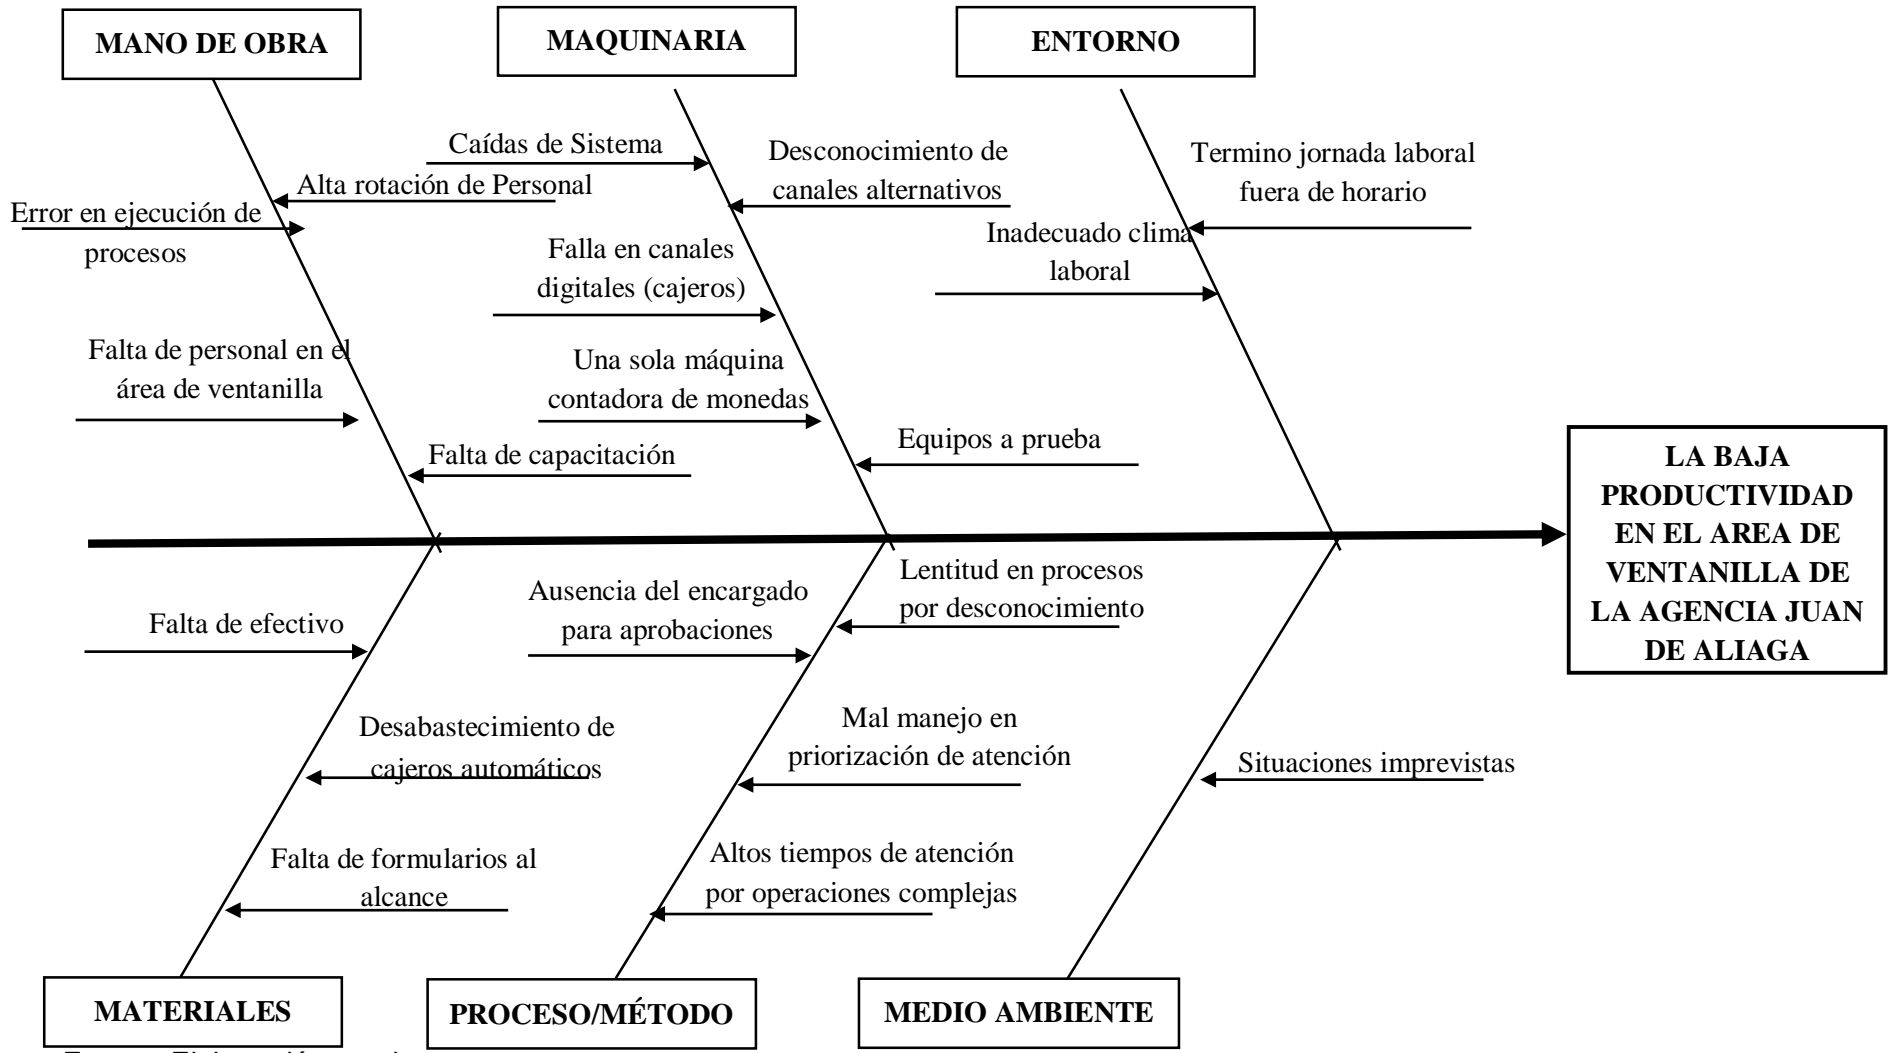 MANO DE OBRA
MAQUINARIA
ENTORNO
Caídas de Sistema
Alta rotación de Personal
Error en ejecución de
procesos
Falta de personal en el
área de ventanilla
Falta de capacitación
Desconocimiento de
canales alternativos
Falla en canales
digitales (cajeros)
Una sola máquina
contadora de monedas
Equipos a prueba
Termino jornada laboral
fuera de horario
Inadecuado clima
laboral
LA BAJA
PRODUCTIVIDAD
EN EL AREA DE
VENTANILLA DE
LA AGENCIA JUAN
DE ALIAGA
Falta de efectivo
Desabastecimiento de
cajeros automáticos
Falta de formularios al
alcance
Ausencia del encargado
para aprobaciones
Lentitud en procesos
por desconocimiento
Mal manejo en
priorización de atención
Altos tiempos de atención
por operaciones complejas
Situaciones imprevistas
MATERIALES
PROCESO/MÉTODO
MEDIO AMBIENTE